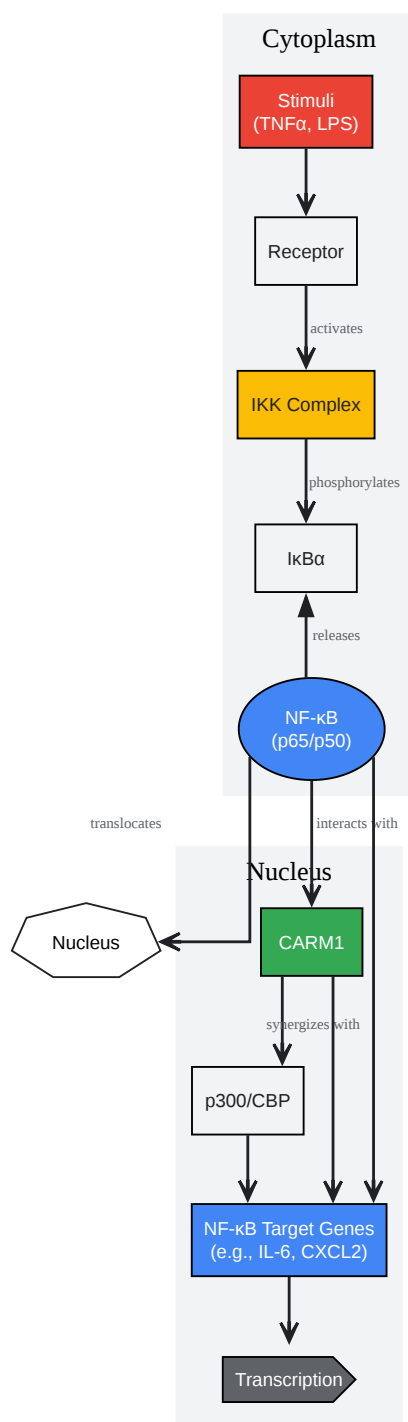 Cytoplasm
Stimuli
(TNFα, LPS)
Receptor
activates
IKK Complex
phosphorylates
IκBα
releases
NF-κB
(p65/p50)
translocates
interacts with
Nucleus
Nucleus
CARM1
synergizes with
p300/CBP
NF-κB Target Genes
(e.g., IL-6, CXCL2)
Transcription